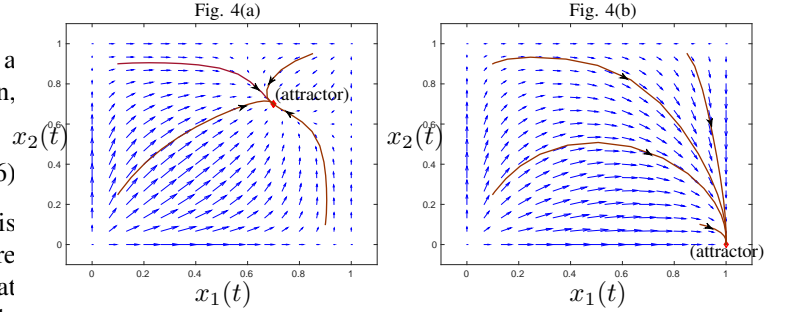 Fig. 4(a)
Fig. 4(b)
a
n,
6)
is
re
at
1
0.8
0.6
0.4
0.2
0
x₂(t)
(attractor)
0
0.2
0.4
0.6
0.8
1
x₁(t)
1
0.8
0.6
0.4
0.2
0
x₂(t)
(attractor)
0
0.2
0.4
0.6
0.8
1
x₁(t)